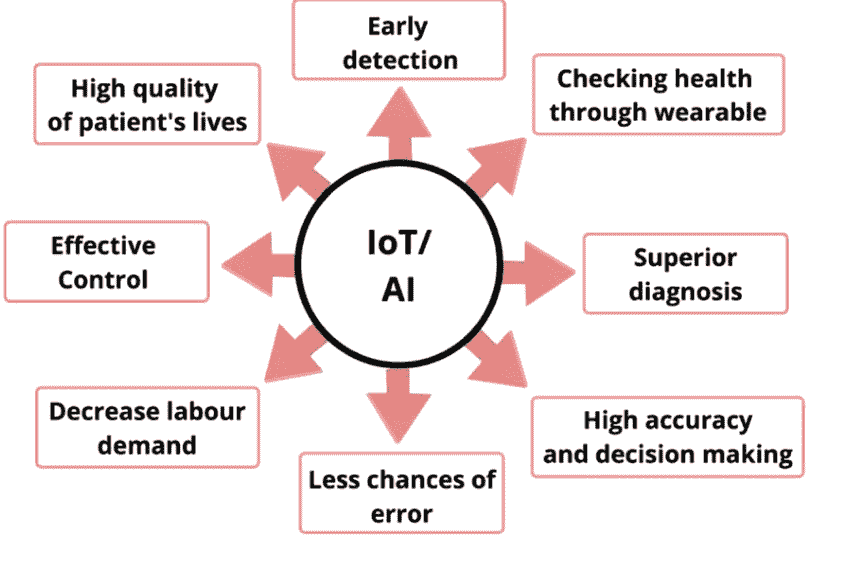 Early
detection
High quality
of patient's lives
Checking health
through wearable
Effective
Control
IoT/
AI
Superior
diagnosis
Decrease labour
demand
High accuracy
and decision making
Less chances of
error